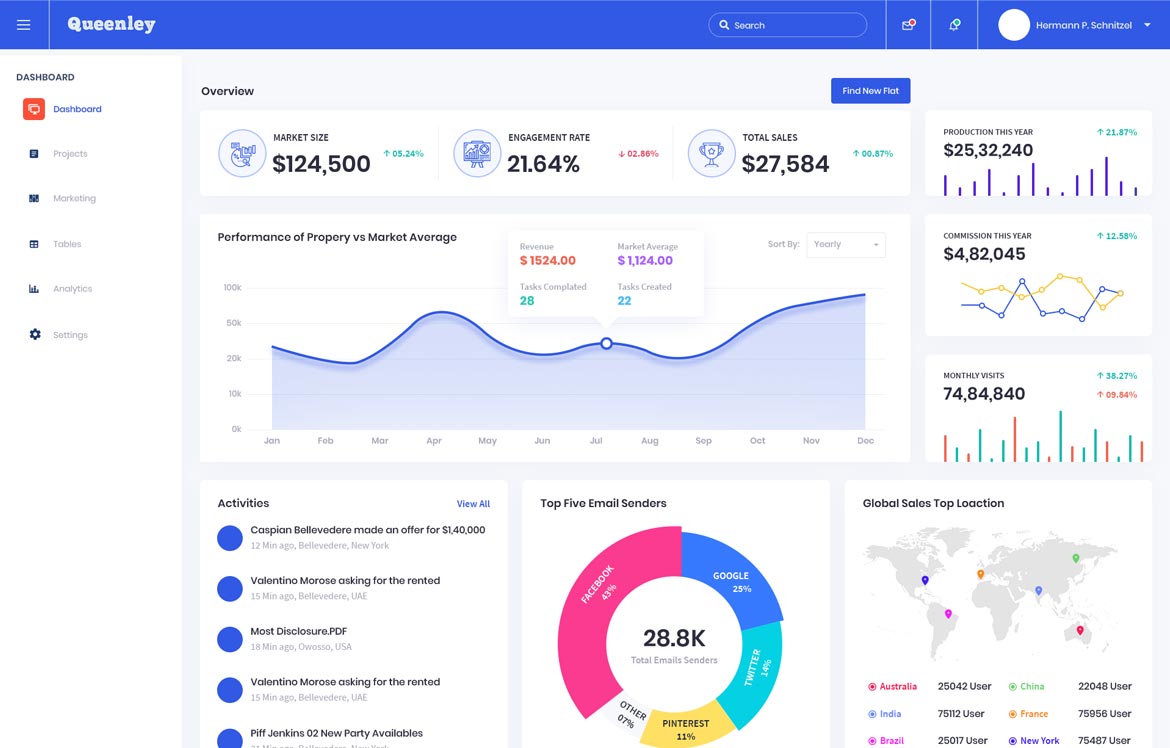 Queenley
Search
Hermann P. Schnitzel
DASHBOARD
Dashboard
Projects
Marketing
Tables
Analytics
Settings
Overview
Find New Flat
MARKET SIZE
$124,500
↑ 05.24%
ENGAGEMENT RATE
21.64%
↓ 02.86%
TOTAL SALES
$27,584
↑ 00.87%
PRODUCTION THIS YEAR
↑ 21.87%
$25,32,240
Performance of Propery vs Market Average
Sort By:
Yearly
Revenue
Market Average
$ 1524.00
$ 1,124.00
Tasks Complated
Tasks Created
28
22
100k
50k
20k
10k
0k
Jan
Feb
Mar
Apr
May
Jun
Jul
Aug
Sep
Oct
Nov
Dec
COMMISSION THIS YEAR
↑ 12.58%
$4,82,045
MONTHLY VISITS
↑ 38.27%
74,84,840
↑ 09.84%
Activities
View All
Caspian Bellevedere made an offer for $1,40,000
12 Min ago, Bellevedere, New York
Valentino Morose asking for the rented
15 Min ago, Bellevedere, UAE
Most Disclosure.PDF
18 Min ago, Owosso, USA
Valentino Morose asking for the rented
15 Min ago, Bellevedere, UAE
Piff Jenkins 02 New Party Availables
Top Five Email Senders
FACEBOOK
43%
GOOGLE
25%
TWITTER
14%
PINTEREST
11%
OTHER
07%
28.8K
Total Emails Senders
Global Sales Top Loaction
Australia
25042 User
China
22048 User
India
75112 User
France
75956 User
Brazil
25017 User
New York
75487 User